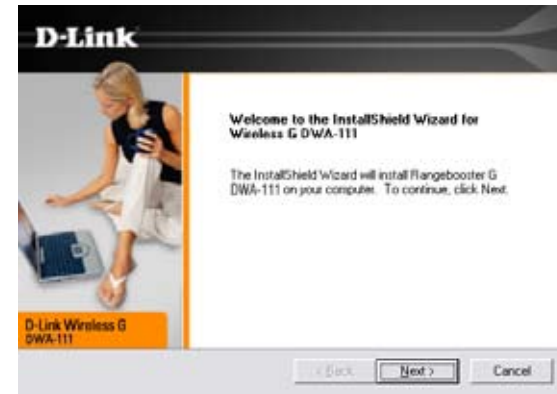 D-Link
Welcome to the InstallShield Wizard for
Wireless G DWA-111
The InstallShield Wizard will install Rangebooster G
DWA-111 on your computer. To continue, click Next.
D-Link Wireless G
DWA-111
< Back
Next >
Cancel